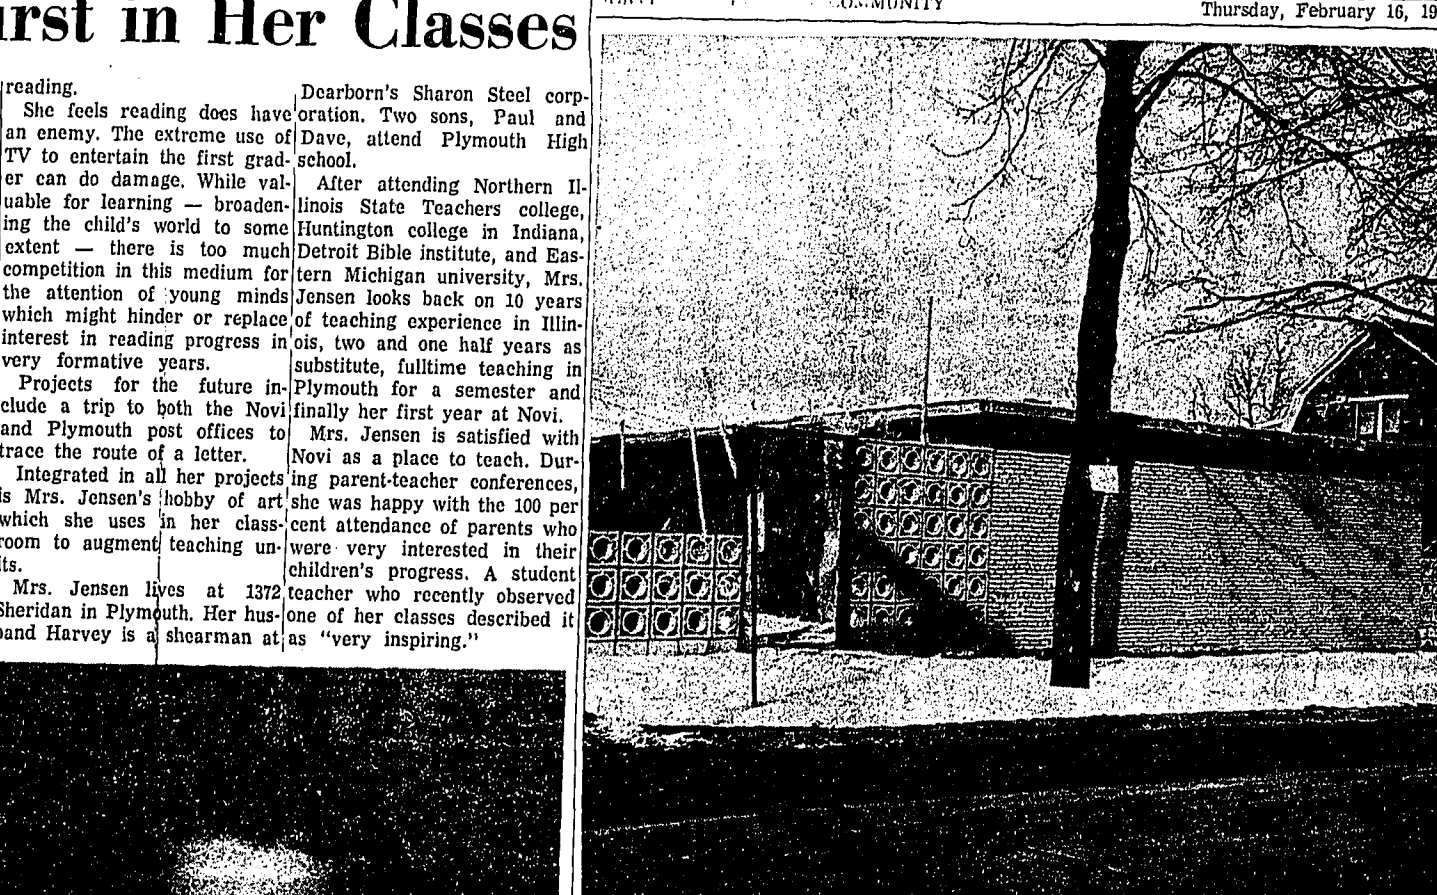 urst in Her Classes
reading.
She feels reading does have
an enemy. The extreme use of
TV to entertain the first grad-
er can do damage. While val-
uable for learning — broaden-
ing the child's world to some
extent — there is too much
competition in this medium for
the attention of young minds
which might hinder or replace
interest in reading progress in
very formative years.
Projects for the future in-
clude a trip to both the Novi
and Plymouth post offices to
trace the route of a letter.
Integrated in all her projects
is Mrs. Jensen's hobby of art
which she uses in her class-
room to augment teaching un-
its.
Mrs. Jensen lives at 1372
Sheridan in Plymouth. Her hus-
band Harvey is a shearman at
Dearborn's Sharon Steel corp-
oration. Two sons, Paul and
Dave, attend Plymouth High
school.
After attending Northern Il-
linois State Teachers college,
Huntington college in Indiana,
Detroit Bible institute, and Eas-
tern Michigan university, Mrs.
Jensen looks back on 10 years
of teaching experience in Illin-
ois, two and one half years as
substitute, fulltime teaching in
Plymouth for a semester and
finally her first year at Novi.
Mrs. Jensen is satisfied with
Novi as a place to teach. Dur-
ing parent-teacher conferences,
she was happy with the 100 per
cent attendance of parents who
were very interested in their
children's progress. A student
teacher who recently observed
one of her classes described it
as "very inspiring."
COMMUNITY
Thursday, February 16, 19